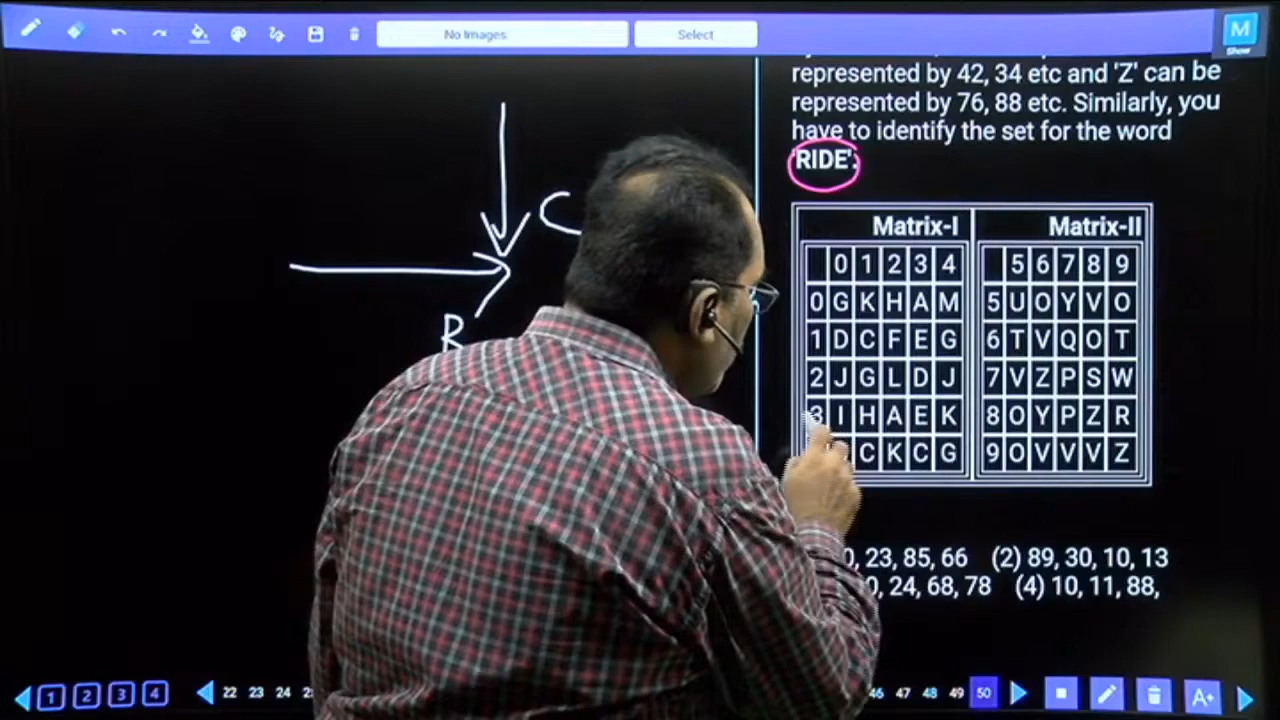 No Images
Select
M
Show
represented by 42, 34 etc and 'Z' can be
represented by 76, 88 etc. Similarly, you
have to identify the set for the word
'RIDE'.
C
R
Matrix-I Matrix-II
0 1 2 3 4 5 6 7 8 9
0 G K H A M 5 U O Y V O
1 D C F E G 6 T V Q O T
2 J G L D J 7 V Z P S W
3 I H A E K 8 O Y P Z R
C K C G 9 O V V V Z
23, 85, 66 (2) 89, 30, 10, 13
24, 68, 78 (4) 10, 11, 88,
1 2 3 4 22 23 24 46 47 48 49 50 A+